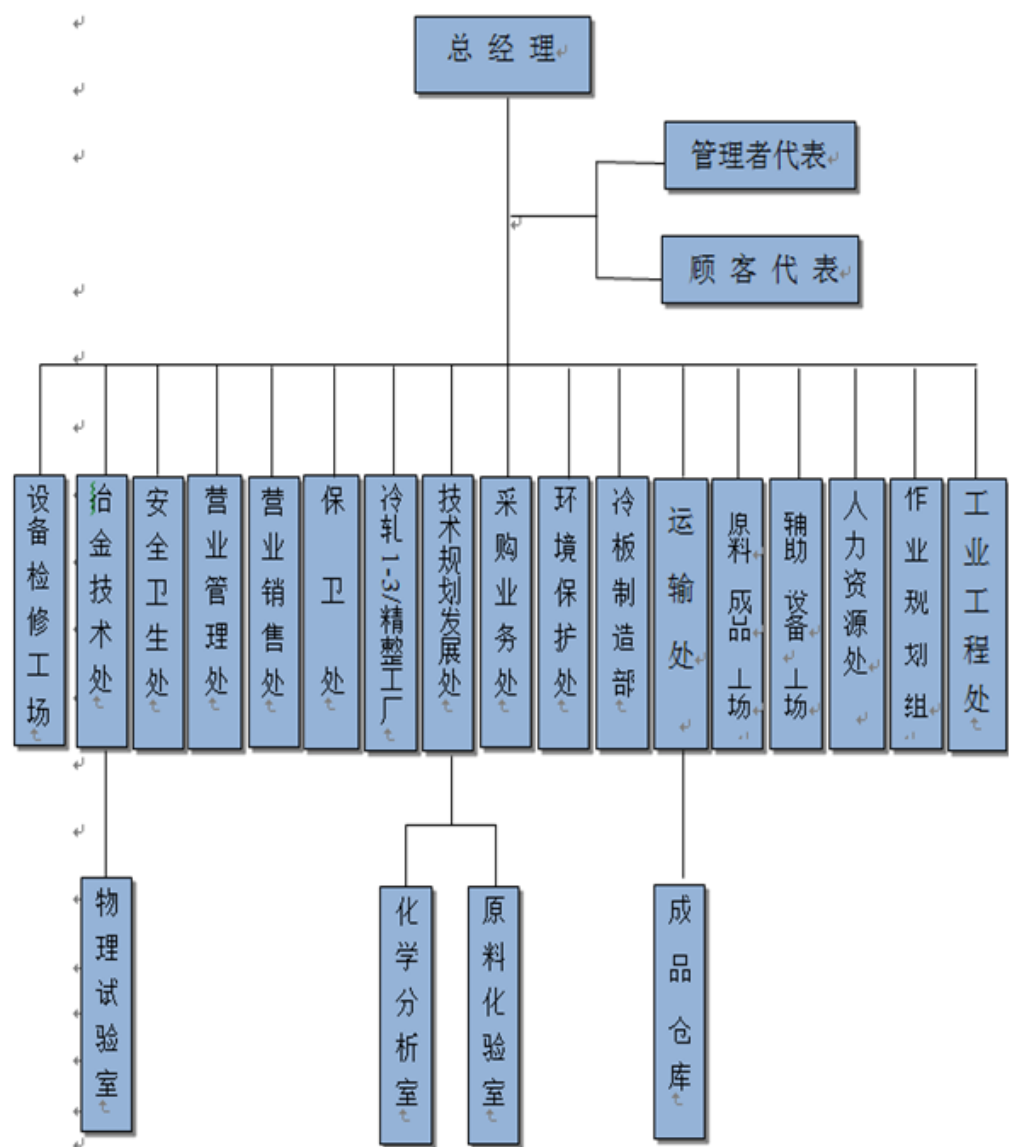 总 经 理
管理者代表
顾 客 代 表
设备检修工场
冶金技术处
安全卫生处
营业管理处
营业销售处
保 卫 处
冷轧1-3/精整工厂
技术规划发展处
采购业务处
环境保护处
冷板制造部
运输处
原料 成品 工场
辅助 设备 工场
人力资源处
作业规划组
工业工程处
物理试验室
化学分析室
原料化验室
成品仓库